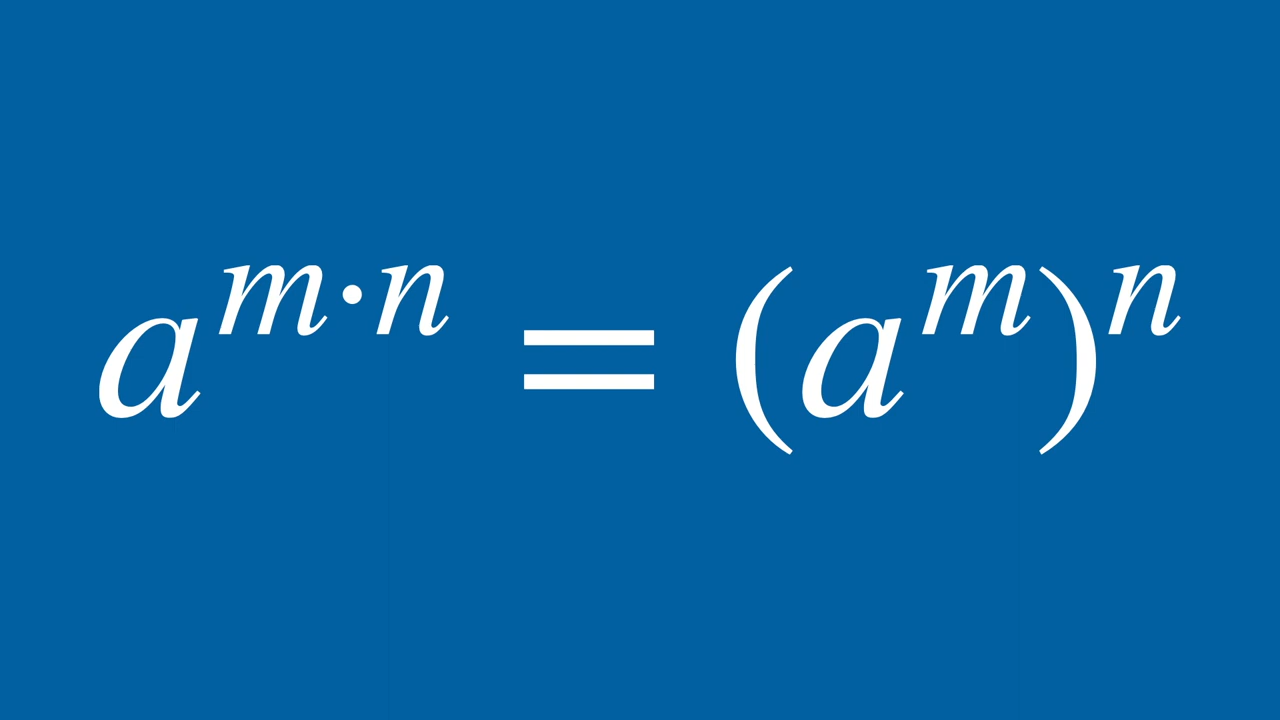 a^{m·n} = (a^m)^n